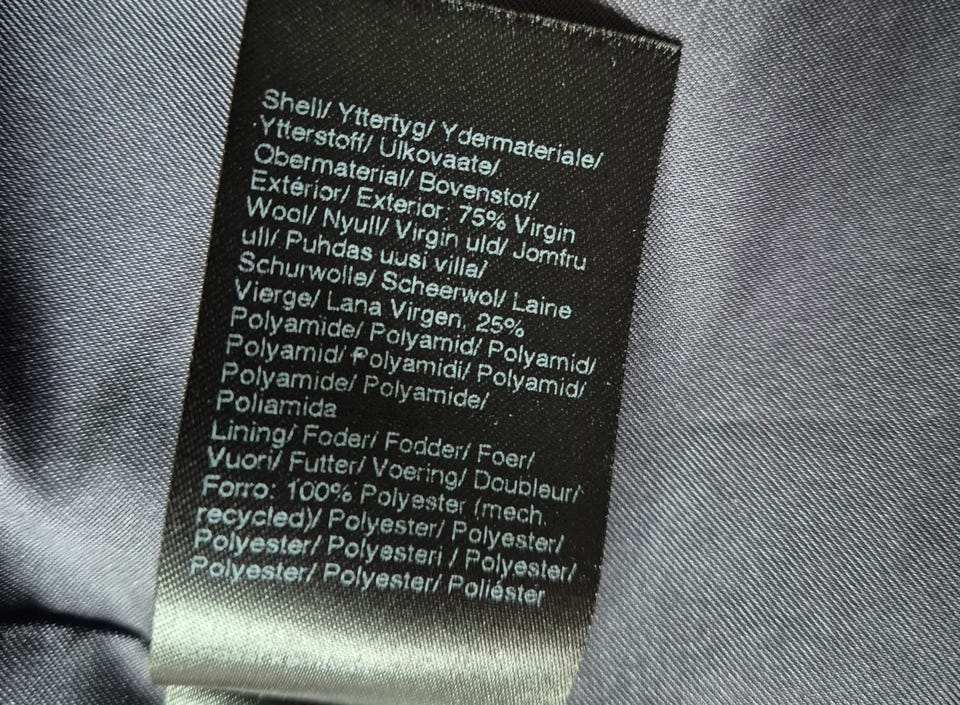 Shell/ Yttertyg/ Ydermateriale/
Ytterstoff/ Ulkovaate/
Obermaterial/ Bovenstof/
Extérior/ Exterior: 75% Virgin
Wool/ Nyull/ Virgin uld/ Jomfru
ull/ Puhdas uusi villa/
Schurwolle/ Scheerwol/ Laine
Vierge/ Lana Virgen, 25%
Polyamide/ Polyamid/ Polyamid/
Polyamid/ Polyamidi/ Polyamid/
Polyamide/ Polyamide/
Poliamida
Lining/ Foder/ Fodder/ Foer/
Vuori/ Futter/ Voering/ Doubleur/
Forro: 100% Polyester (mech.
recycled)/ Polyester/ Polyester/
Polyester/ Polyesteri / Polyester/
Polyester/ Polyester/ Poliéster